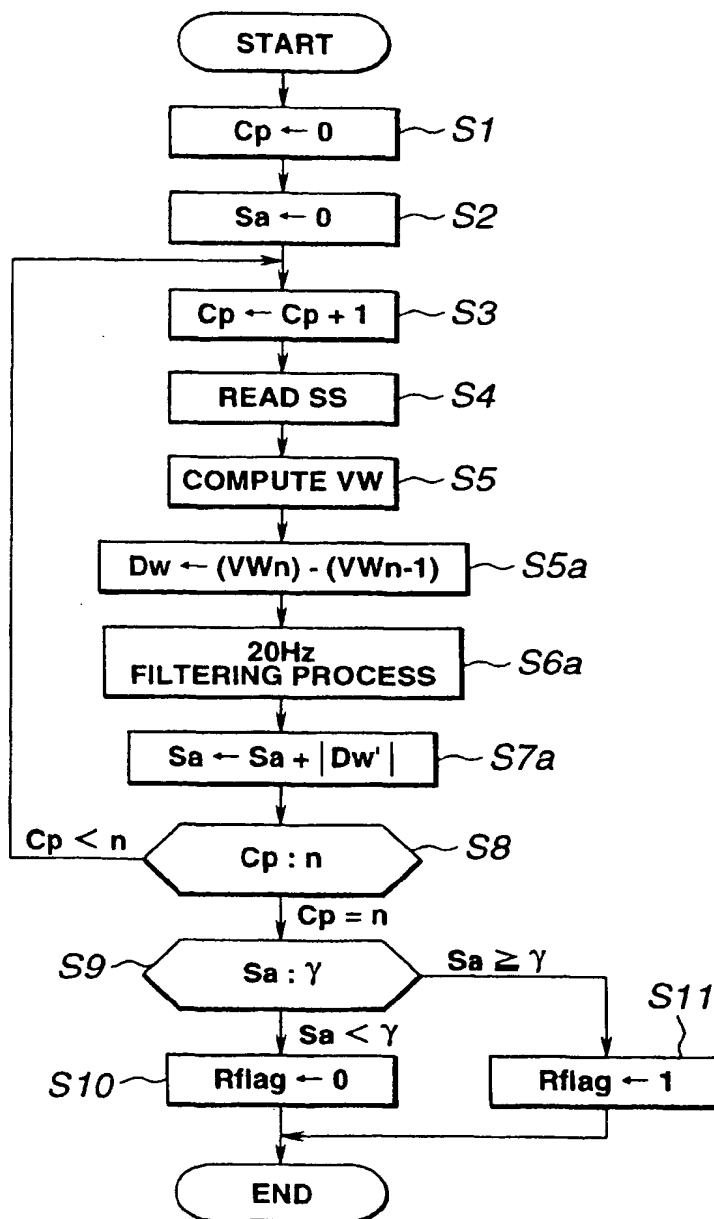 START
Cp ← 0
S1
Sa ← 0
S2
Cp ← Cp + 1
S3
READ SS
S4
COMPUTE VW
S5
Dw ← (VWn) - (VWn-1)
S5a
20Hz
FILTERING PROCESS
S6a
Sa ← Sa + |Dw'|
S7a
Cp < n
Cp : n
S8
Cp = n
S9
Sa : γ
Sa ≧ γ
S11
Sa < γ
S10
Rflag ← 0
Rflag ← 1
END